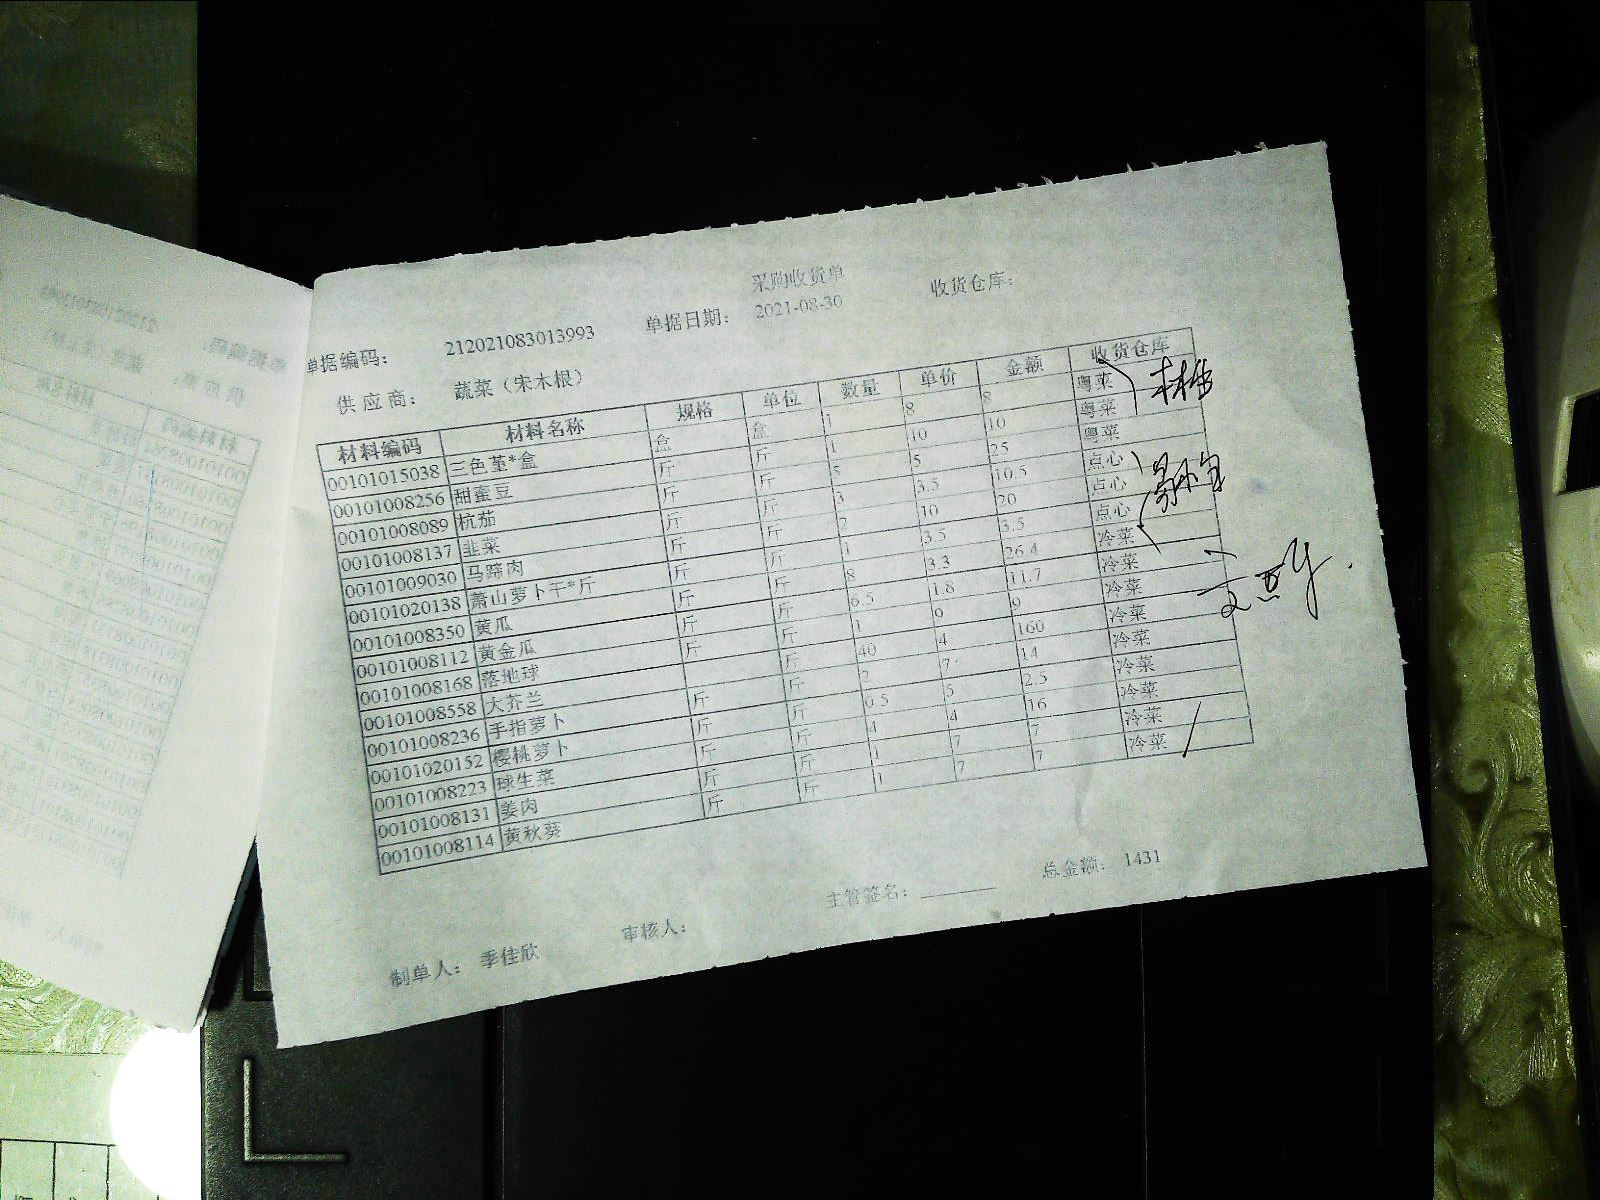 采购收货单
单据编码： 212021083013993 单据日期： 2021-08-30 收货仓库：
供应商： 蔬菜（宋木根）
材料编码 材料名称 规格 单位 数量 单价 金额 收货仓库
00101015038 三色堇*盒 盒 盒 1 8 8 粤菜
00101008256 甜蜜豆 斤 斤 1 10 10 粤菜
00101008089 杭茄 斤 斤 5 5 25 粤菜
00101008137 韭菜 斤 斤 3 3.5 10.5 点心
00101009030 马蹄肉 斤 斤 2 10 20 点心
00101020138 萧山萝卜干*斤 斤 斤 1 3.5 3.5 点心
00101008350 黄瓜 斤 斤 8 3.3 26.4 冷菜
00101008112 黄金瓜 斤 斤 6.5 1.8 11.7 冷菜
00101008168 落地球 斤 斤 1 9 9 冷菜
00101008558 大芥兰 斤 40 4 160 冷菜
00101008236 手指萝卜 斤 斤 2 7 14 冷菜
00101020152 樱桃萝卜 斤 斤 0.5 5 2.5 冷菜
00101008223 球生菜 斤 斤 4 4 16 冷菜
00101008131 姜肉 斤 斤 1 7 7 冷菜
00101008114 黄秋葵 斤 斤 1 7 7 冷菜
制单人： 季佳欣 审核人： 主管签名： 总金额： 1431